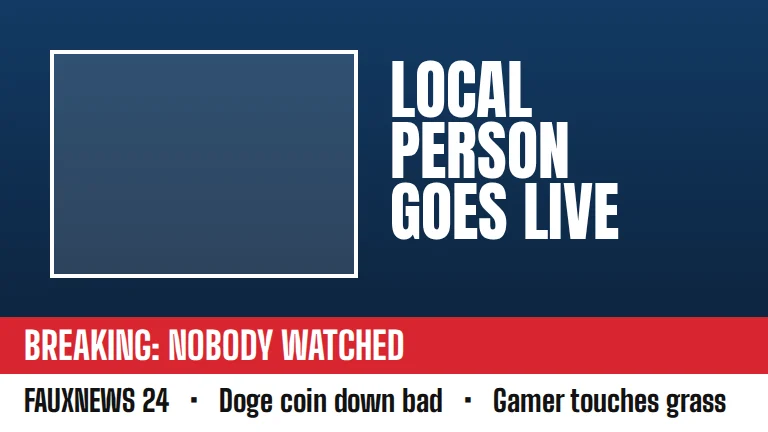 LOCAL
PERSON
GOES LIVE
BREAKING: NOBODY WATCHED
FAUXNEWS 24 · Doge coin down bad · Gamer touches grass